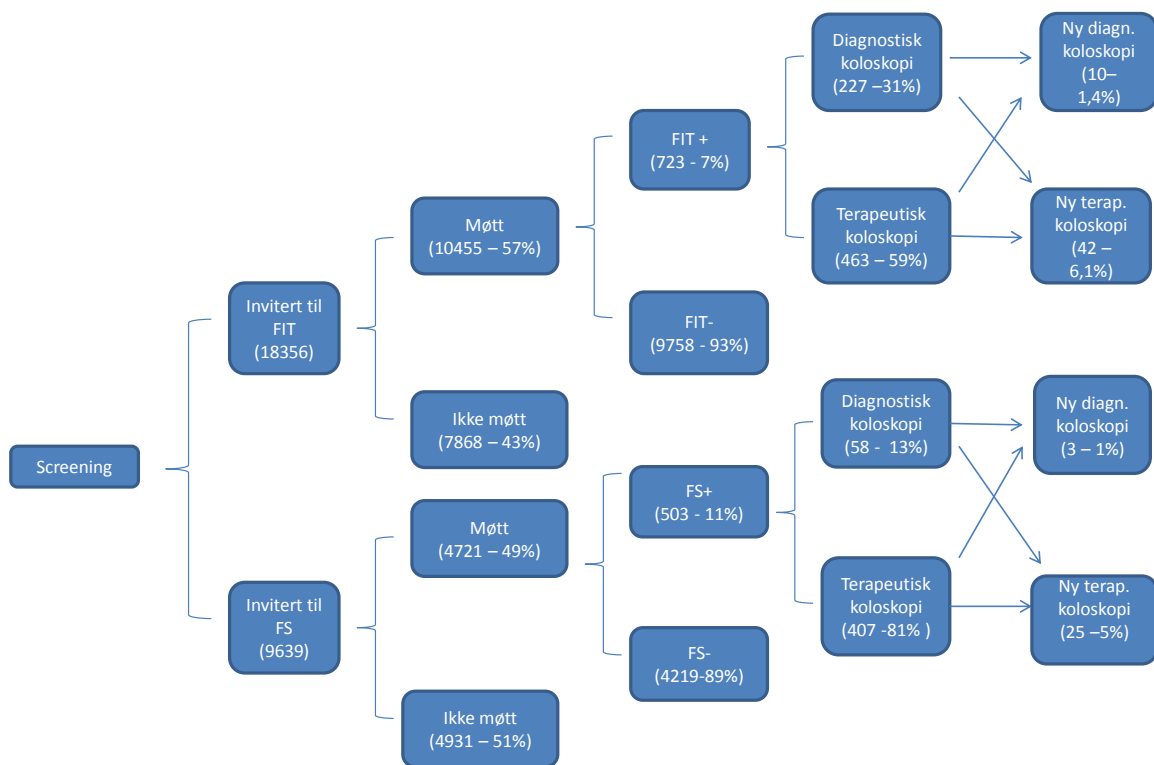 Screening
Invitert til
FIT
(18356)
Invitert til
FS
(9639)
Møtt
(10455 – 57%)
Ikke møtt
(7868 – 43%)
Møtt
(4721 – 49%)
Ikke møtt
(4931 – 51%)
FIT +
(723 - 7%)
FIT-
(9758 - 93%)
FS+
(503 - 11%)
FS-
(4219-89%)
Diagnostisk
koloskopi
(227 –31%)
Terapeutisk
koloskopi
(463 – 59%)
Diagnostisk
koloskopi
(58 - 13%)
Terapeutisk
koloskopi
(407 -81% )
Ny diagn.
koloskopi
(10–
1,4%)
Ny terap.
koloskopi
(42 –
6,1%)
Ny diagn.
koloskopi
(3 – 1%)
Ny terap.
koloskopi
(25 –5%)